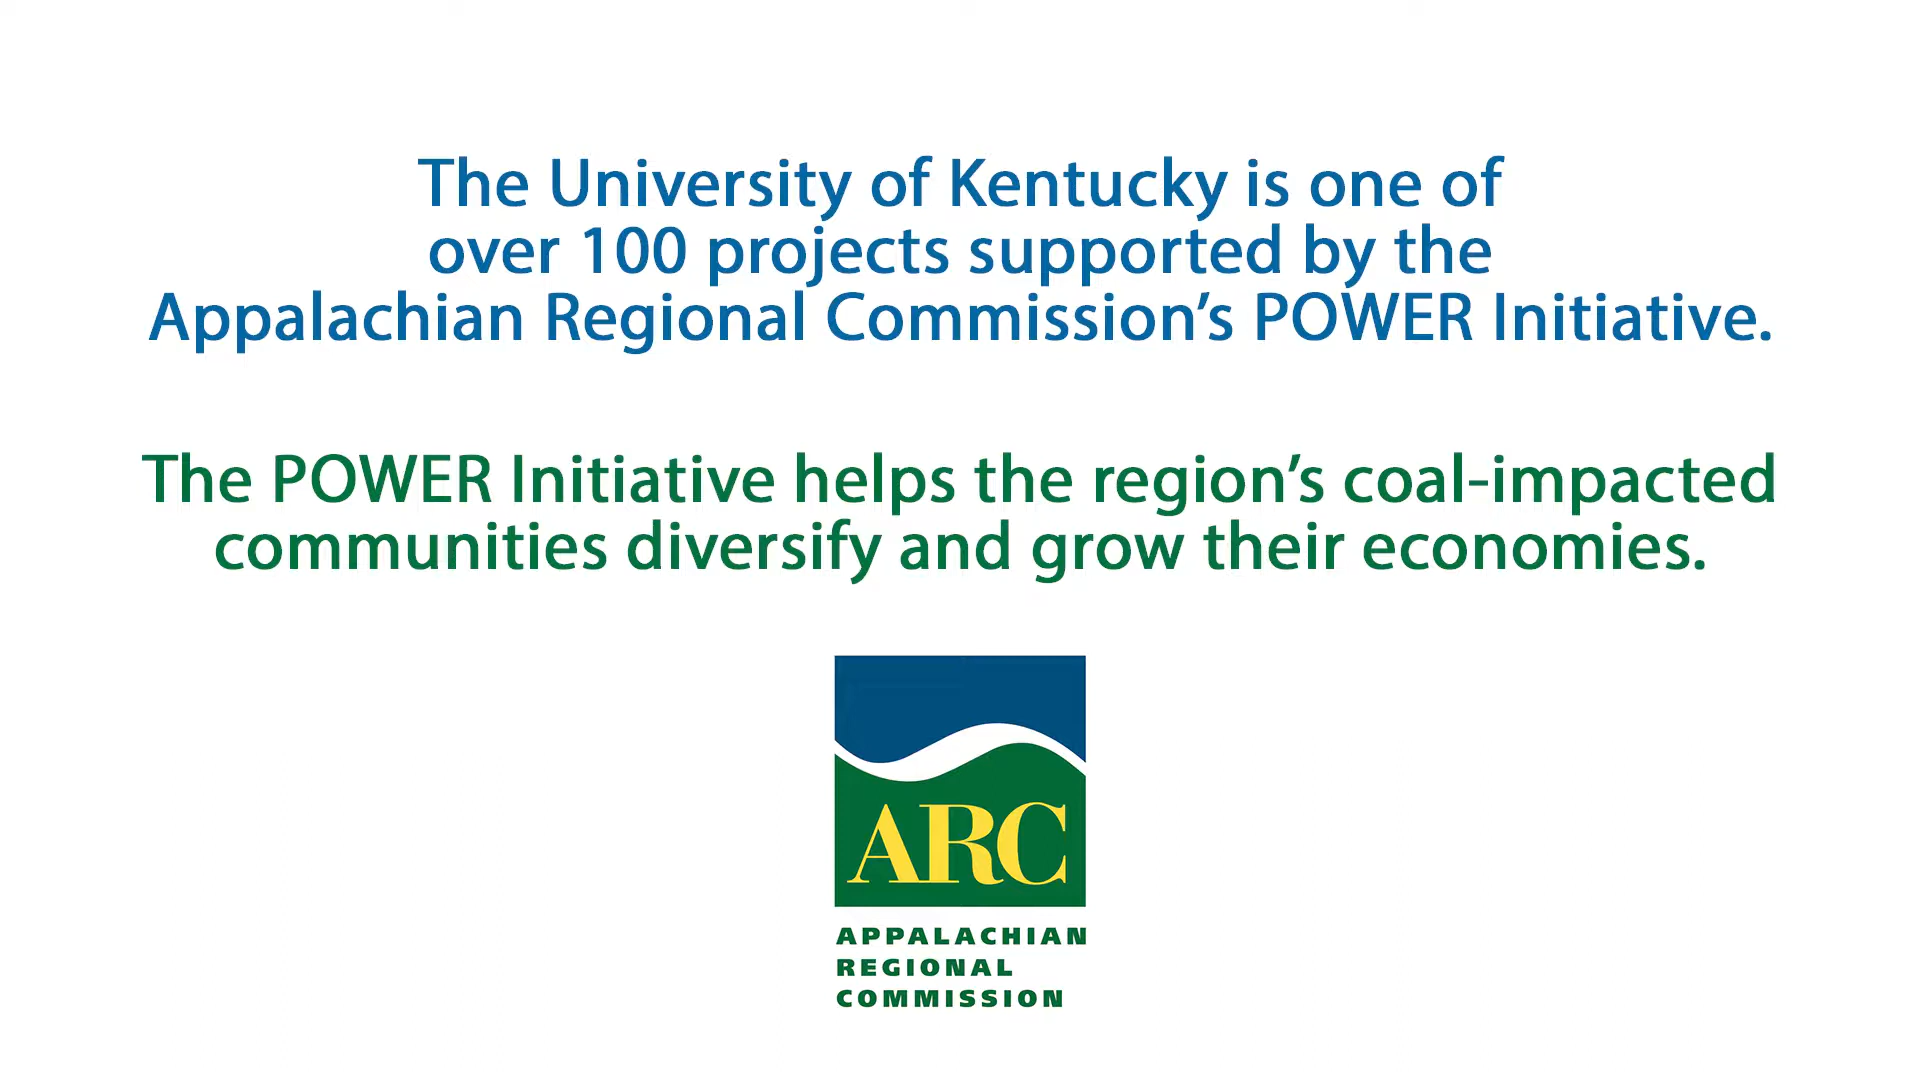 The University of Kentucky is one of
over 100 projects supported by the
Appalachian Regional Commission’s POWER Initiative.
The POWER Initiative helps the region’s coal-impacted
communities diversify and grow their economies.
ARC
APPALACHIAN
REGIONAL
COMMISSION